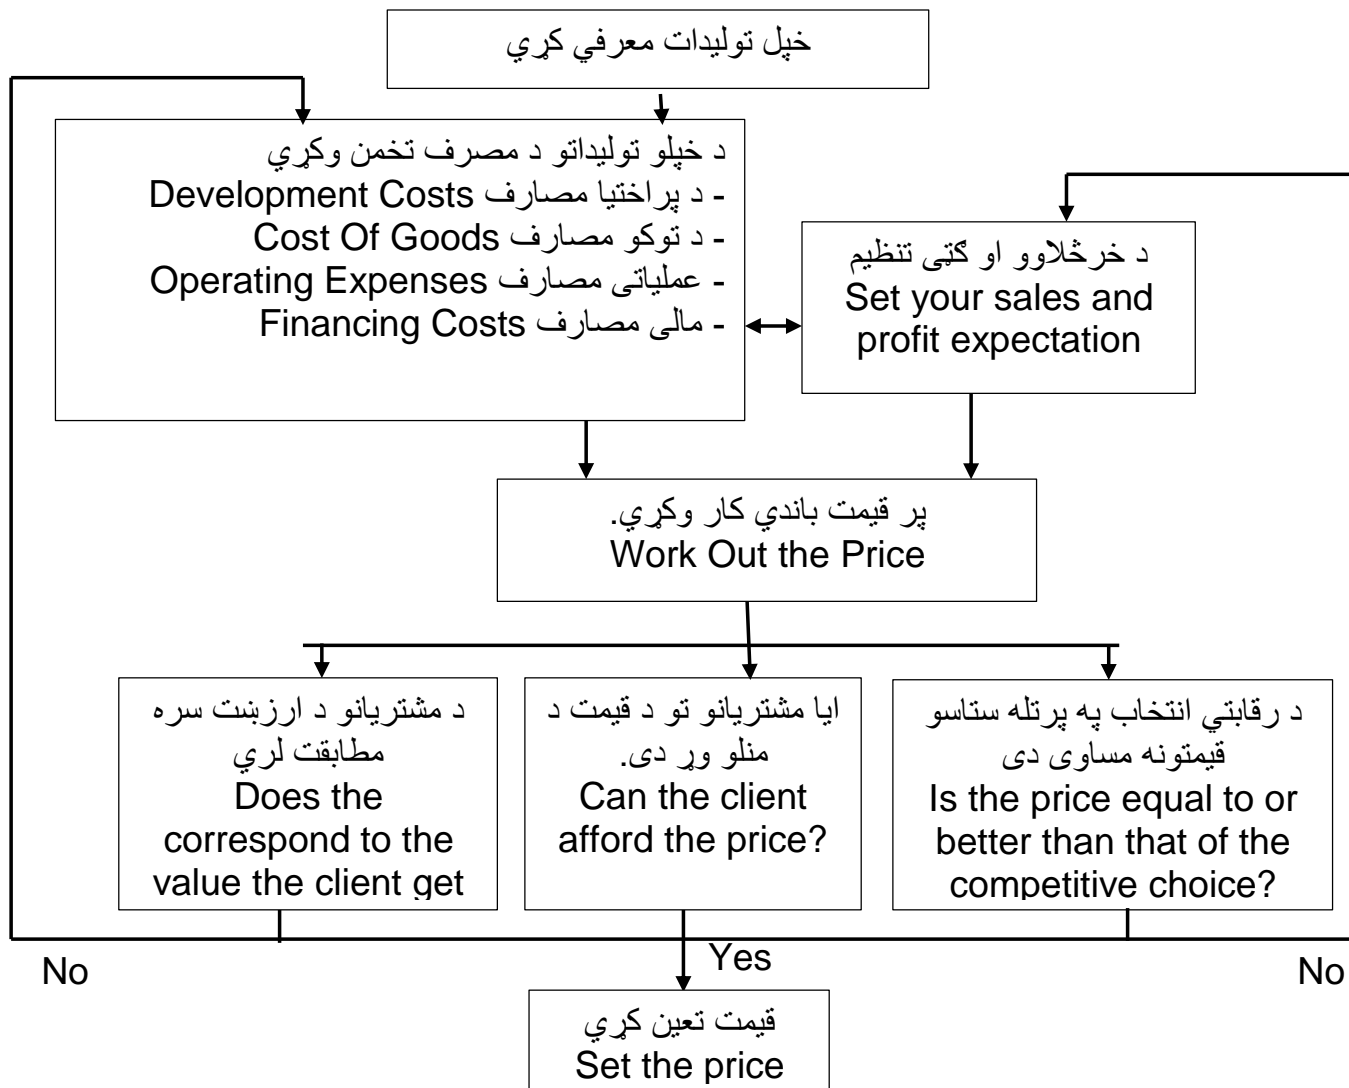 خپل تولیدات معرفي کړي
د خپلو تولیداتو د مصرف تخمن وکړي
- د پراختیا مصارف Development Costs
- د توکو مصارف Cost Of Goods
- عملیاتی مصارف Operating Expenses
- مالی مصارف Financing Costs
د خرڅلاوو او ګټی تنظیم
Set your sales and
profit expectation
پر قیمت باندي کار وکړي.
Work Out the Price
د مشتریانو د ارزښت سره
مطابقت لري
Does the
correspond to the
value the client get
ایا مشتریانو تو د قیمت د
منلو وړ دی.
Can the client
afford the price?
د رقابتي انتخاب په پرتله ستاسو
قیمتونه مساوی دی
Is the price equal to or
better than that of the
competitive choice?
No
Yes
No
قیمت تعین کړي
Set the price